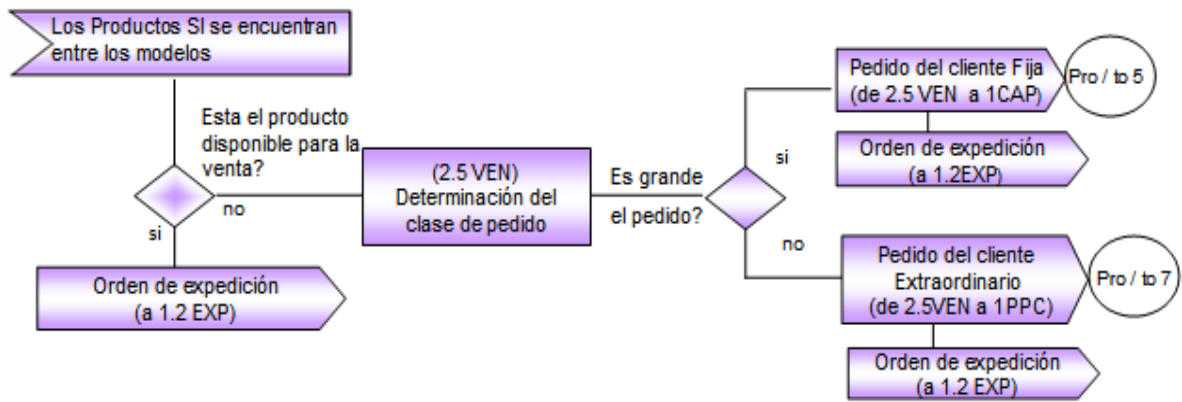 Los Productos SI se encuentran
entre los modelos
Esta el producto
disponible para la
venta?
no
si
Orden de expedición
(a 1.2 EXP)
(2.5 VEN)
Determinación del
clase de pedido
Es grande
el pedido?
si
Pedido del cliente Fija
(de 2.5 VEN a 1CAP)
Pro / to 5
Orden de expedición
(a 1.2EXP)
no
Pedido del cliente
Extraordinario
(de 2.5VEN a 1PPC)
Pro / to 7
Orden de expedición
(a 1.2 EXP)